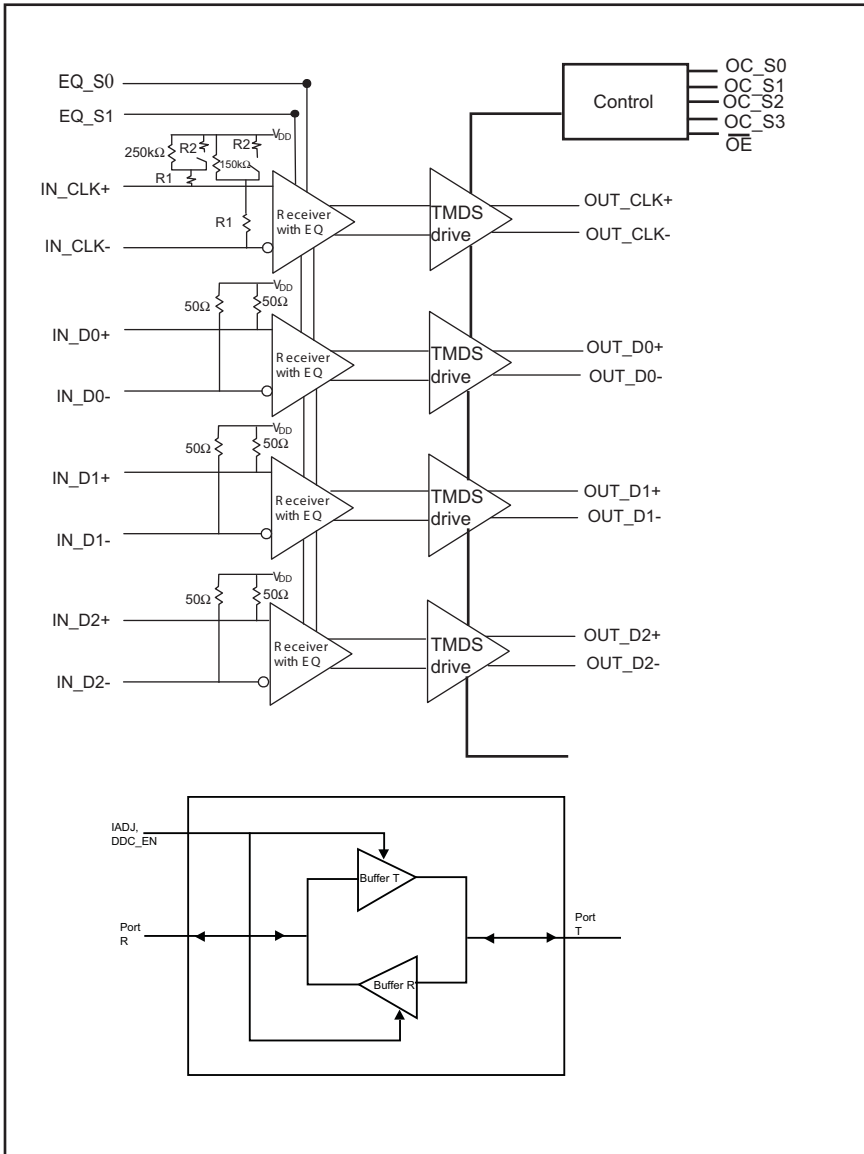 EQ_S0
EQ_S1
OC_S0
OC_S1
OC_S2
OC_S3
OE
Control
VDD
250kΩ
R2
R2
150kΩ
R1
R1
IN_CLK+
IN_CLK-
Receiver
with EQ
TMDS
drive
OUT_CLK+
OUT_CLK-
VDD
50Ω
50Ω
IN_D0+
IN_D0-
Receiver
with EQ
TMDS
drive
OUT_D0+
OUT_D0-
VDD
50Ω
50Ω
IN_D1+
IN_D1-
Receiver
with EQ
TMDS
drive
OUT_D1+
OUT_D1-
VDD
50Ω
50Ω
IN_D2+
IN_D2-
Receiver
with EQ
TMDS
drive
OUT_D2+
OUT_D2-
IADJ,
DDC_EN
Buffer T
Port
R
Port
T
Buffer R